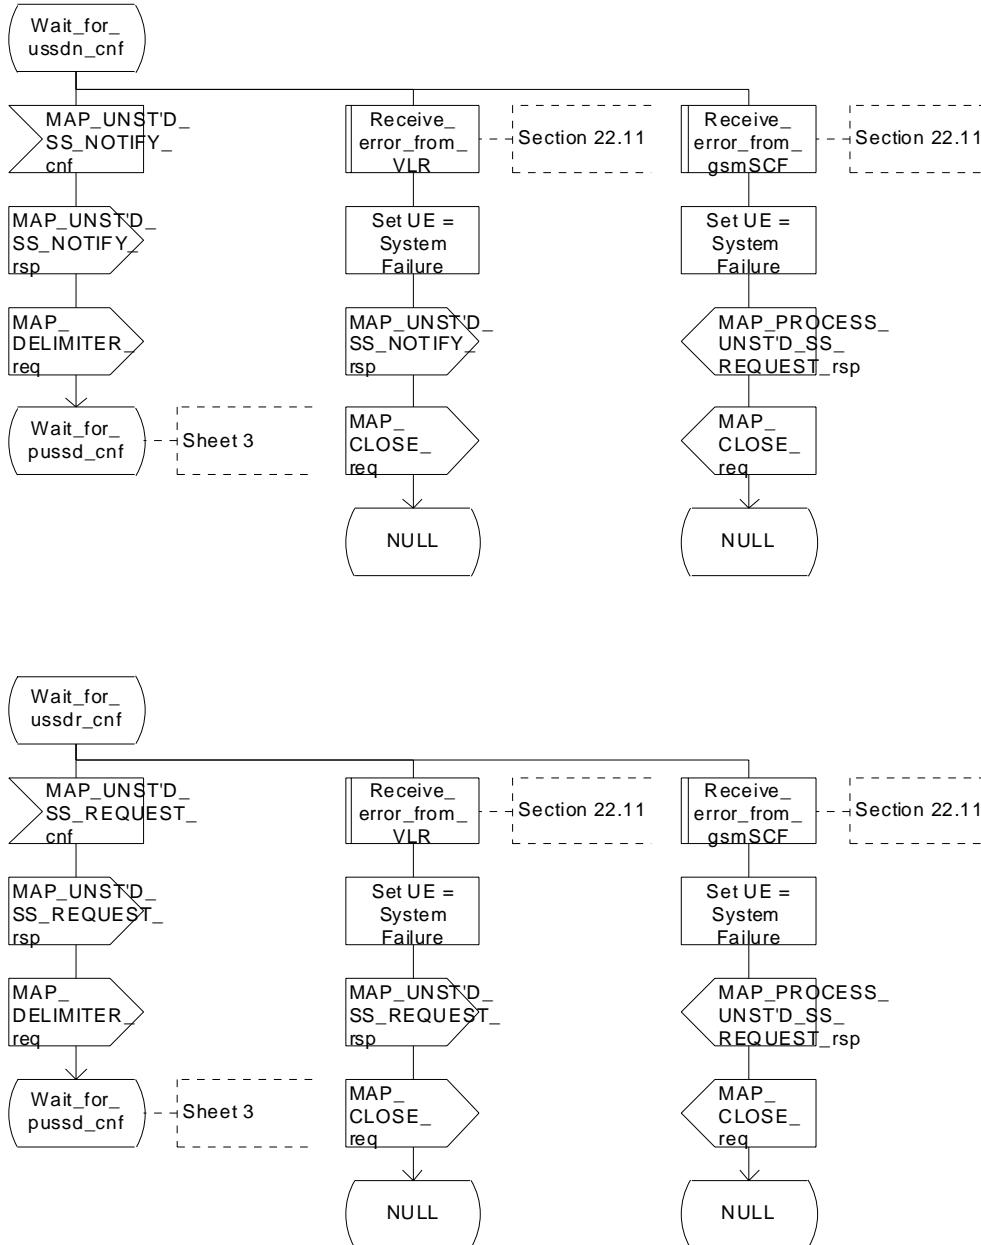 Wait_for_
ussdn_cnf
MAP_UNST'D_
SS_NOTIFY_
cnf
Receive_
error_from_
VLR
Section 22.11
Receive_
error_from_
gsmSCF
Section 22.11
MAP_UNST'D_
SS_NOTIFY_
rsp
Set UE =
System
Failure
Set UE =
System
Failure
MAP_
DELIMITER_
req
MAP_UNST'D_
SS_NOTIFY_
rsp
MAP_PROCESS_
UNST'D_SS_
REQUEST_rsp
Wait_for_
pussd_cnf
Sheet 3
MAP_
CLOSE_
req
MAP_
CLOSE_
req
NULL
NULL
Wait_for_
ussdr_cnf
MAP_UNST'D_
SS_REQUEST_
cnf
Receive_
error_from_
VLR
Section 22.11
Receive_
error_from_
gsmSCF
Section 22.11
MAP_UNST'D_
SS_REQUEST_
rsp
Set UE =
System
Failure
Set UE =
System
Failure
MAP_
DELIMITER_
req
MAP_UNST'D_
SS_REQUEST_
rsp
MAP_PROCESS_
UNST'D_SS_
REQUEST_rsp
Wait_for_
pussd_cnf
Sheet 3
MAP_
CLOSE_
req
MAP_
CLOSE_
req
NULL
NULL